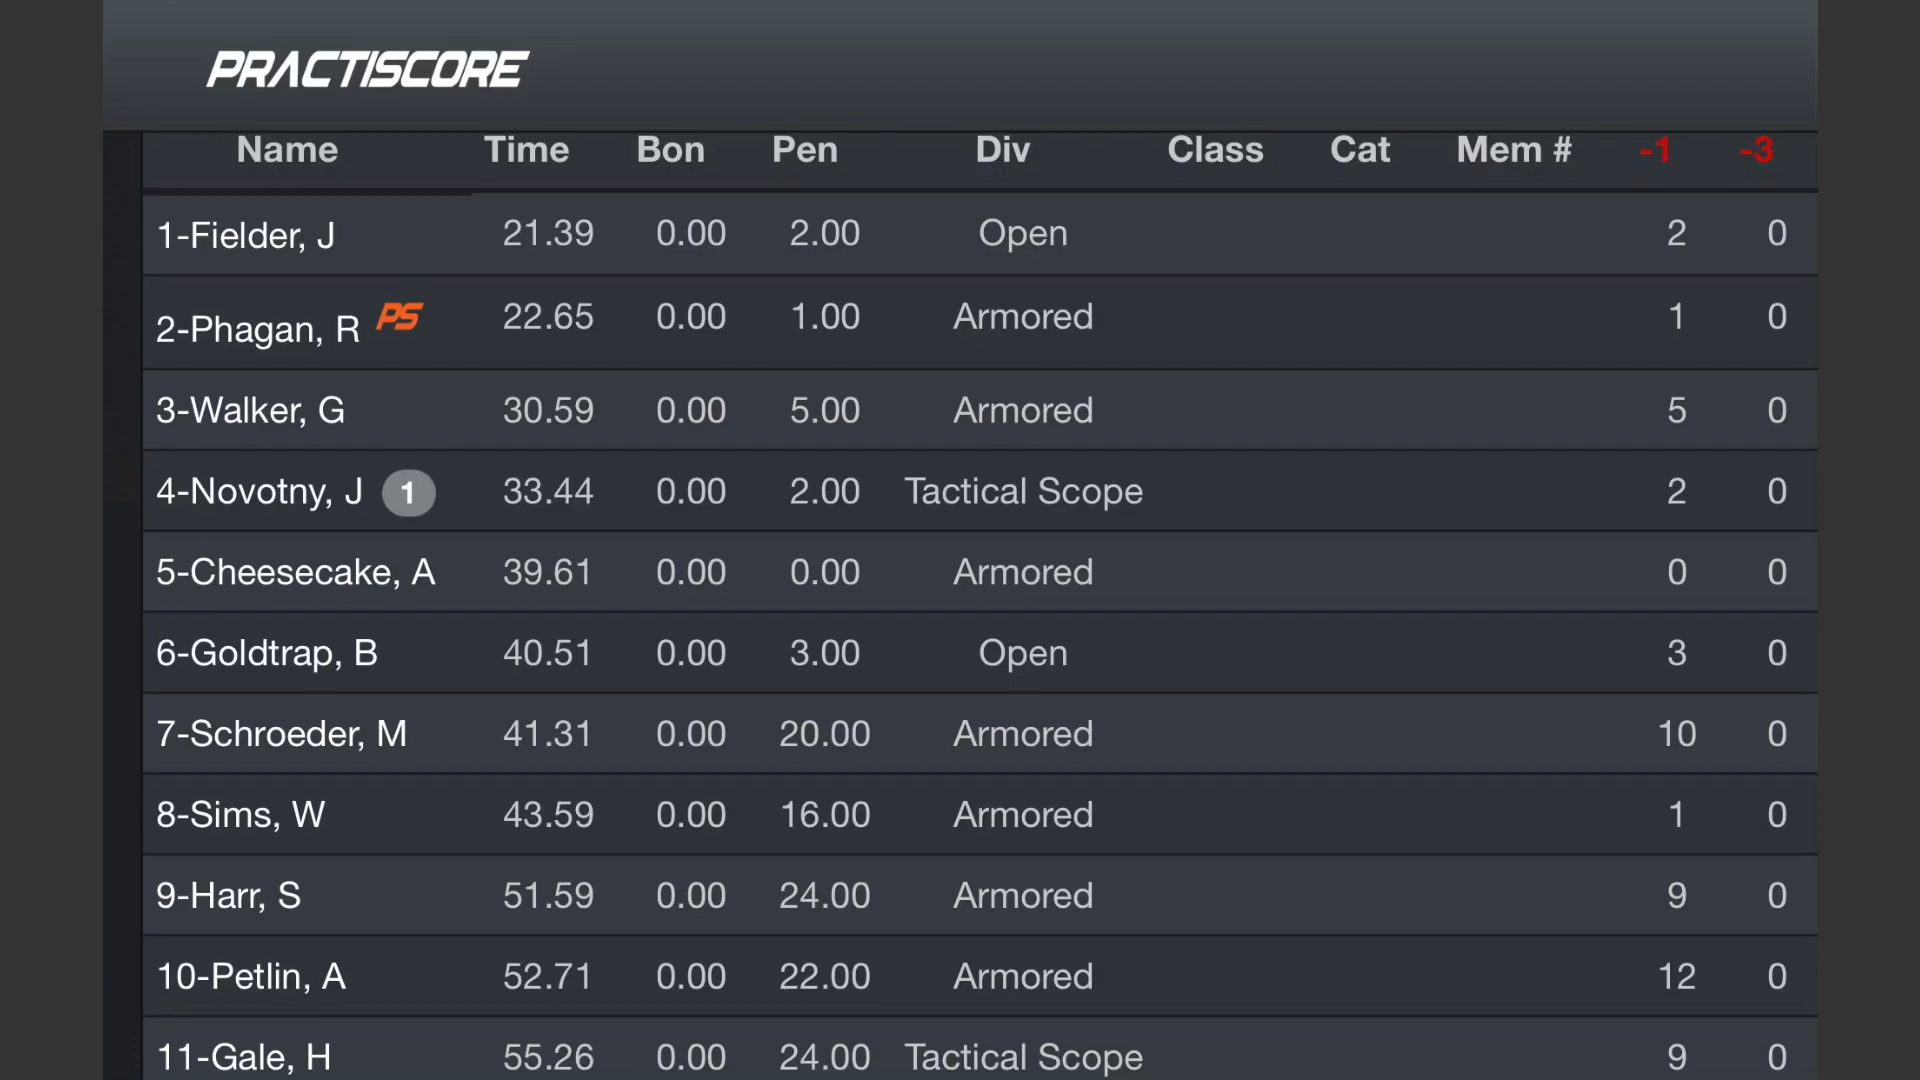 PRACTISCORE
Name Time Bon Pen Div Class Cat Mem # -1 -3
1-Fielder, J 21.39 0.00 2.00 Open 2 0
2-Phagan, R PS 22.65 0.00 1.00 Armored 1 0
3-Walker, G 30.59 0.00 5.00 Armored 5 0
4-Novotny, J 1 33.44 0.00 2.00 Tactical Scope 2 0
5-Cheesecake, A 39.61 0.00 0.00 Armored 0 0
6-Goldtrap, B 40.51 0.00 3.00 Open 3 0
7-Schroeder, M 41.31 0.00 20.00 Armored 10 0
8-Sims, W 43.59 0.00 16.00 Armored 1 0
9-Harr, S 51.59 0.00 24.00 Armored 9 0
10-Petlin, A 52.71 0.00 22.00 Armored 12 0
11-Gale, H 55.26 0.00 24.00 Tactical Scope 9 0